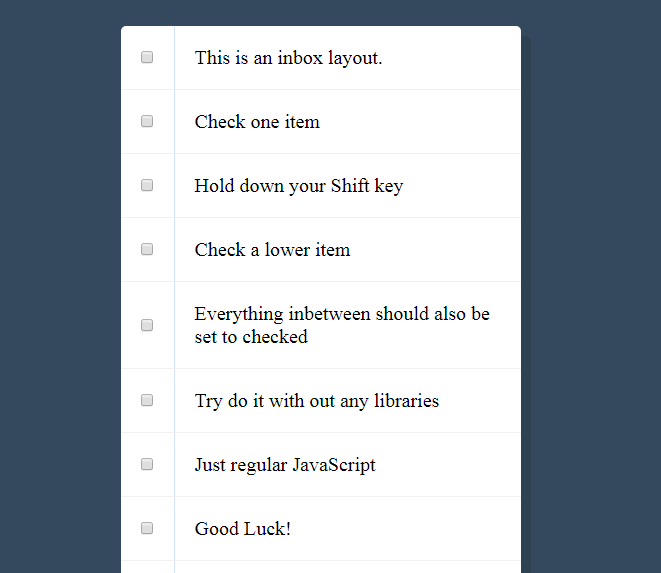 This is an inbox layout.
Check one item
Hold down your Shift key
Check a lower item
Everything inbetween should also be
set to checked
Try do it with out any libraries
Just regular JavaScript
Good Luck!